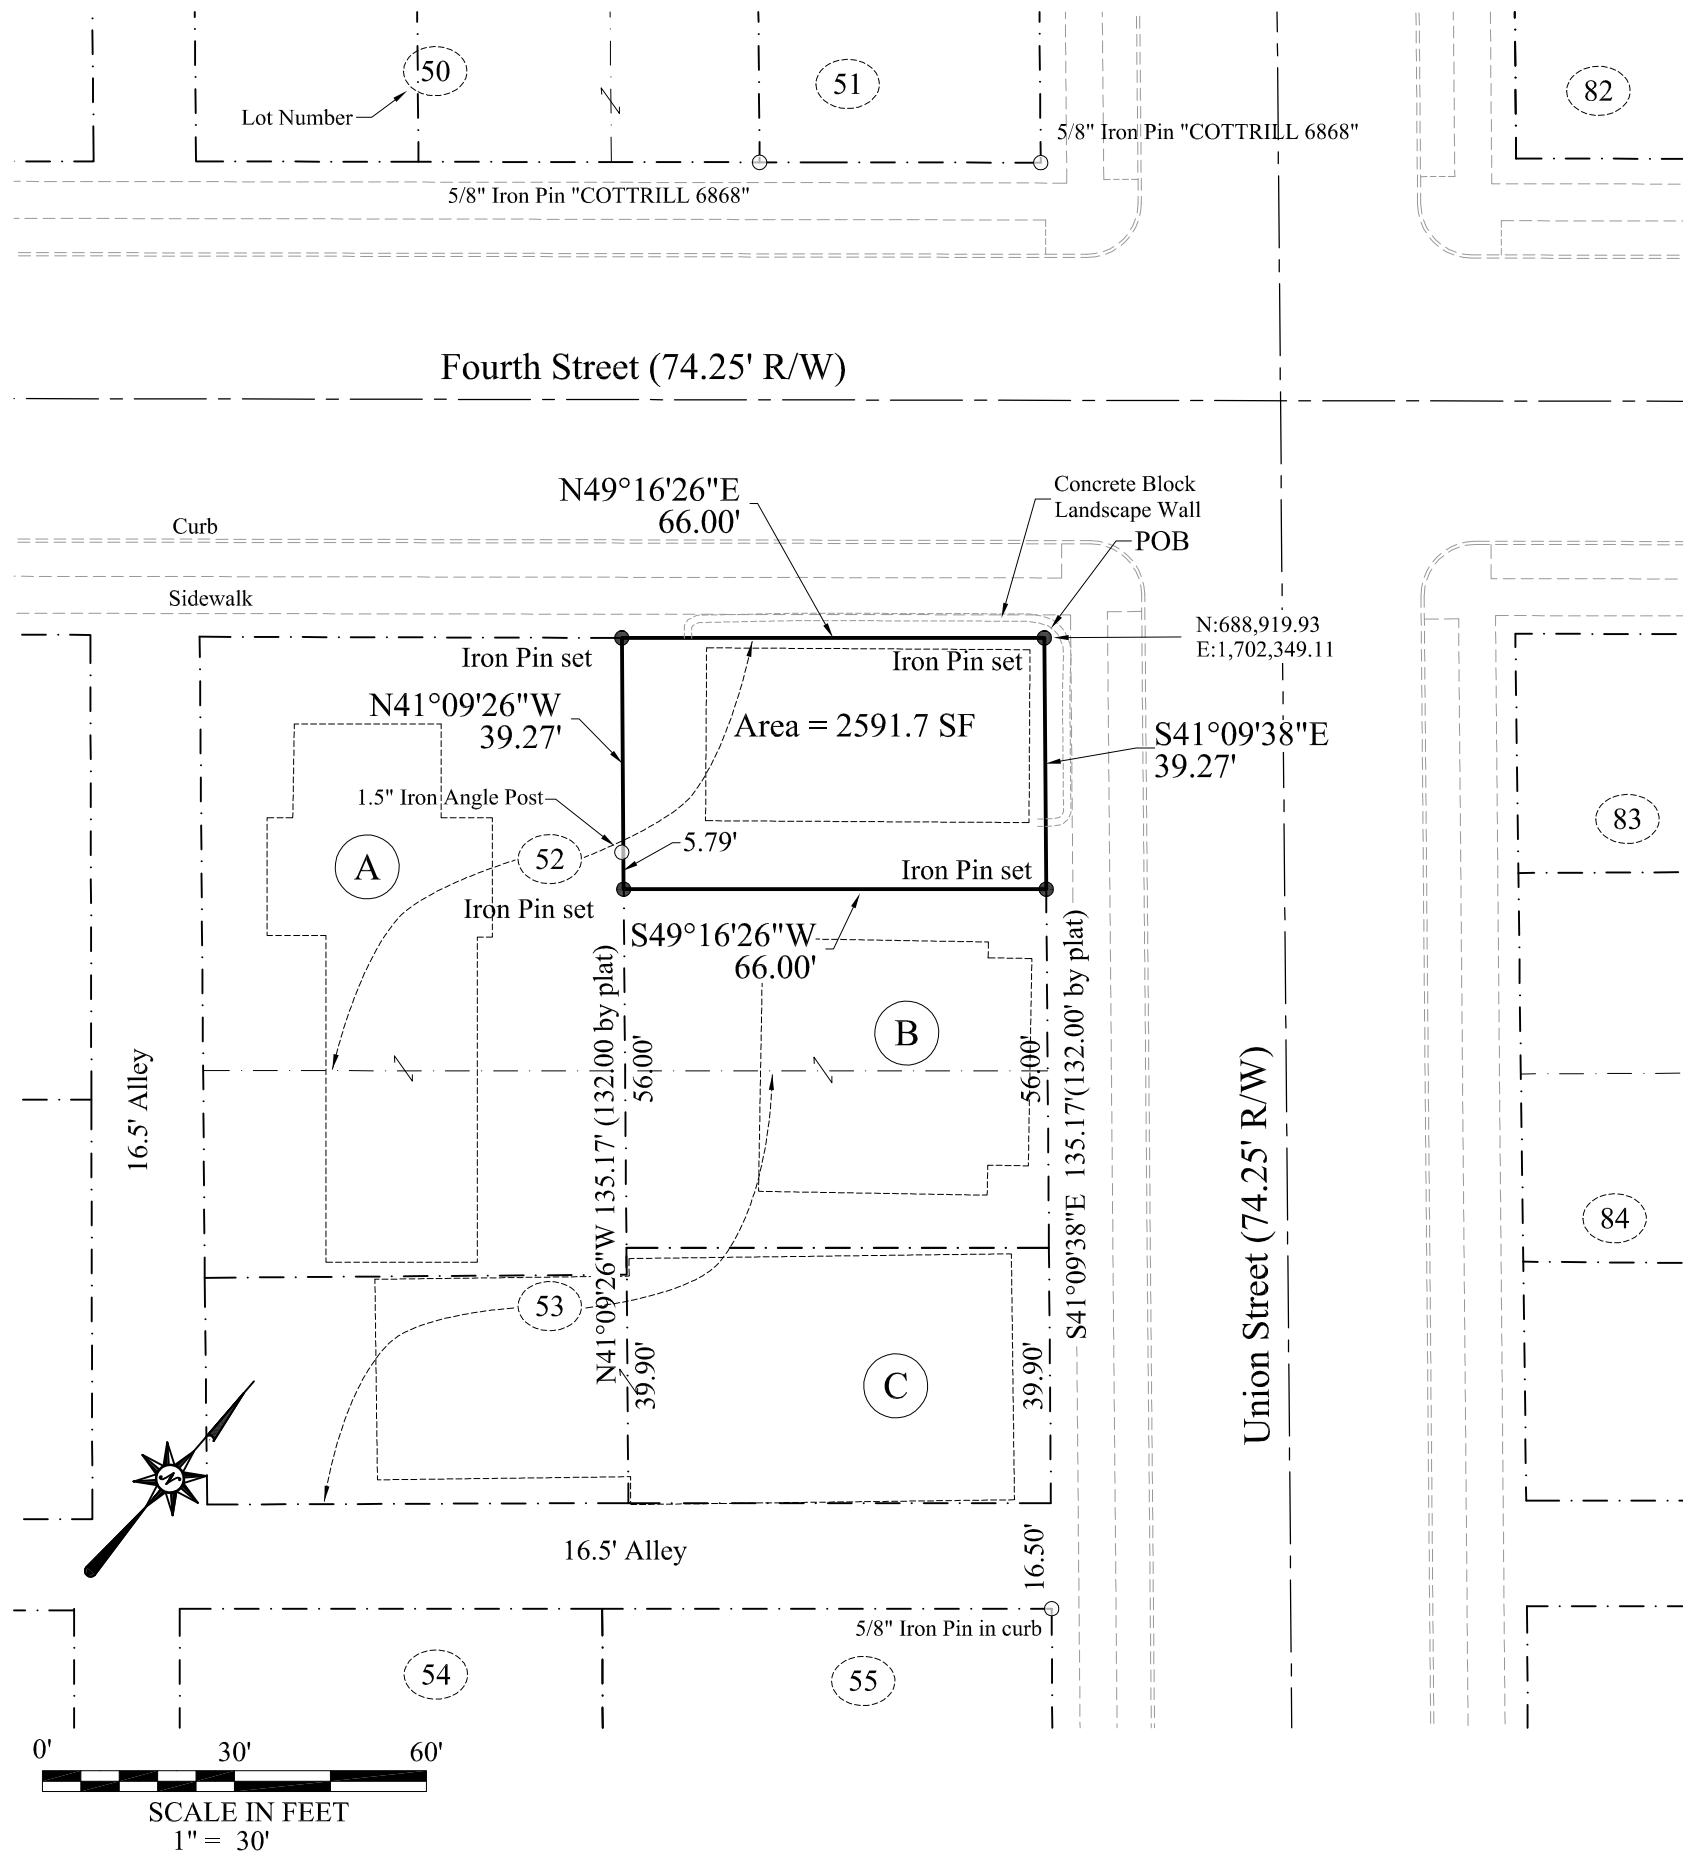 50
51
82
Lot Number
5/8" Iron Pin "COTTRILL 6868"
5/8" Iron Pin "COTTRILL 6868"
Fourth Street (74.25' R/W)
N49°16'26"E
66.00'
Concrete Block
Landscape Wall
POB
Curb
Sidewalk
N:688,919.93
E:1,702,349.11
Iron Pin set
Iron Pin set
N41°09'26"W
39.27'
Area = 2591.7 SF
S41°09'38"E
39.27'
1.5" Iron Angle Post
83
5.79'
52
A
Iron Pin set
Iron Pin set
S49°16'26"W
66.00'
B
16.5' Alley
N41°09'26"W 135.17' (132.00 by plat)
56.00'
56.00'
S41°09'38"E 135.17'(132.00' by plat)
Union Street (74.25' R/W)
84
53
39.90'
C
39.90'
N
16.5' Alley
16.50'
5/8" Iron Pin in curb
54
55
0' 30' 60'
SCALE IN FEET
1" = 30'